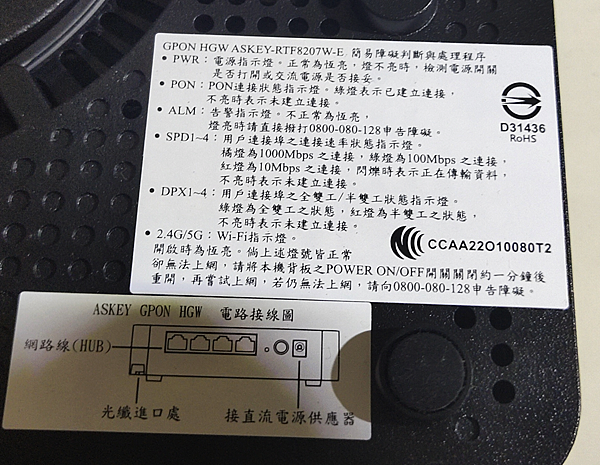 GPON HGW ASKEY-RTF8207W-E 簡易障礙判斷與處理程序
• PWR：電源指示燈。正常為恆亮，燈不亮時，檢測電源開關
是否打開或交流電源是否接妥。
• PON：PON連接狀態指示燈。綠燈表示已建立連接，
不亮時表示未建立連接。
• ALM：告警指示燈。不正常為恆亮，
燈亮時請直接撥打0800-080-128申告障礙。
• SPD1~4：用戶連接埠之連接速率狀態指示燈。
橘燈為1000Mbps之連接，綠燈為100Mbps之連接，
紅燈為10Mbps之連接，閃爍時表示正在傳輸資料，
不亮時表示未建立連接。
• DPX1~4：用戶連接埠之全雙工/半雙工狀態指示燈。
綠燈為全雙工之狀態，紅燈為半雙工之狀態，
不亮時表示未建立連接。
• 2.4G/5G：Wi-Fi指示燈。
開啟時為恆亮。倘上述燈號皆正常
卻無法上網，請將本機背板之POWER ON/OFF開關關閉約一分鐘後
重開，再嘗試上網，若仍無法上網，請向0800-080-128申告障礙。
D31436
RoHS
CCAA22O10080T2
ASKEY GPON HGW 電路接線圖
網路線(HUB)
光纖進口處
接直流電源供應器